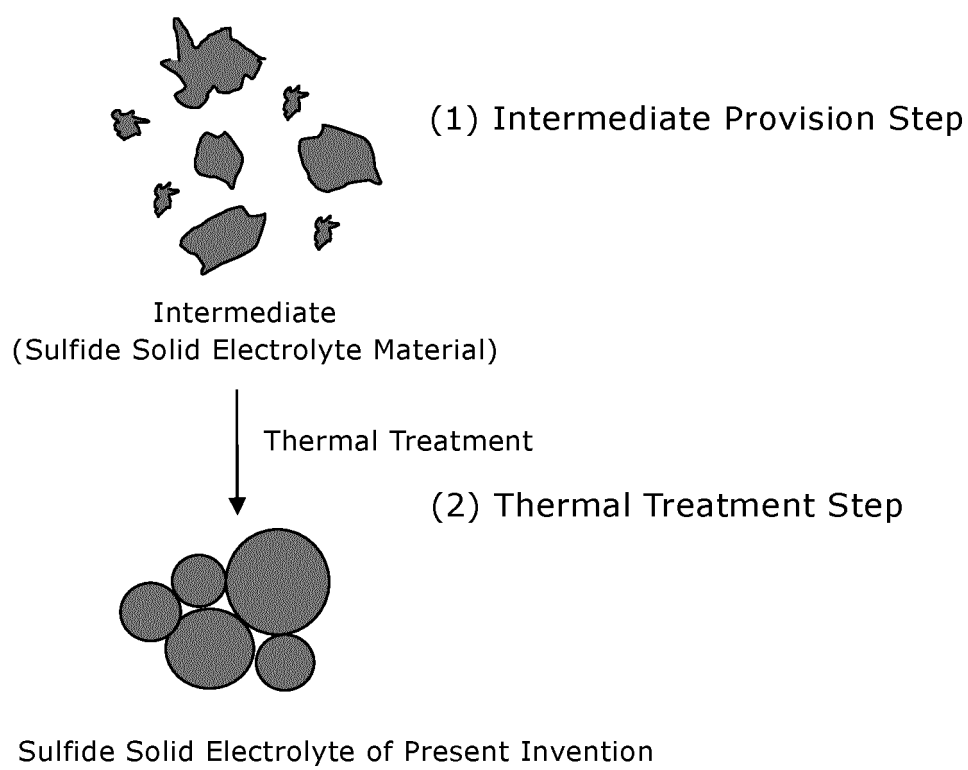 (1) Intermediate Provision Step
Intermediate
(Sulfide Solid Electrolyte Material)
Thermal Treatment
(2) Thermal Treatment Step
Sulfide Solid Electrolyte of Present Invention